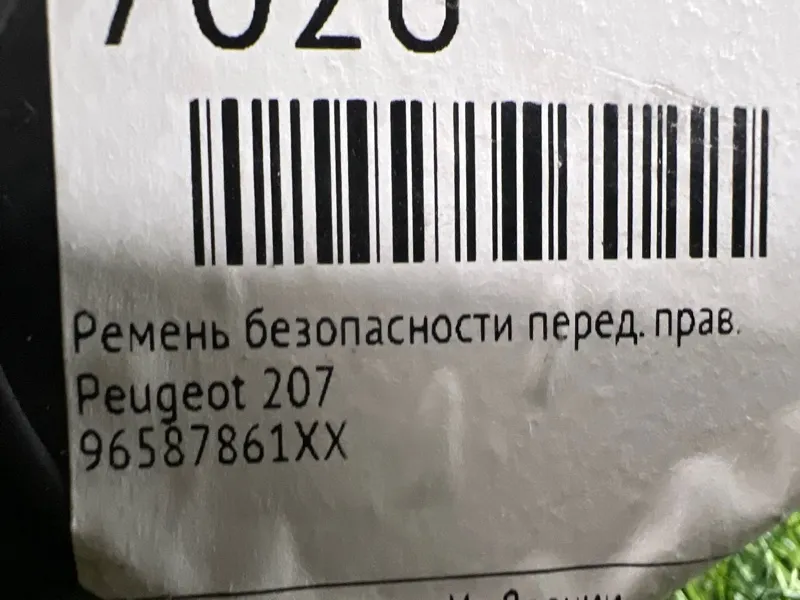 Ремень безопасности перед. прав.
Peugeot 207
96587861XX